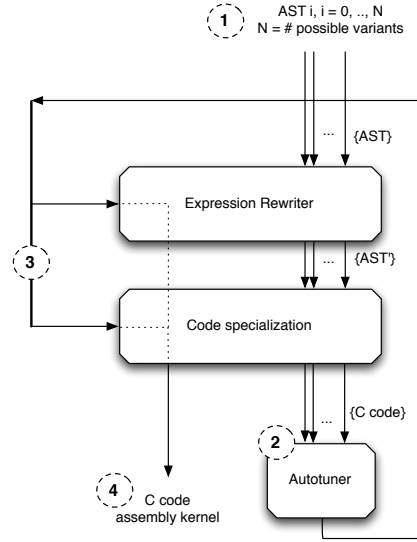 1
AST i, i = 0, .., N
N = # possible variants
...
{AST}
Expression Rewriter
...
{AST'}
3
Code specialization
...
{C code}
2
Autotuner
4
C code
assembly kernel